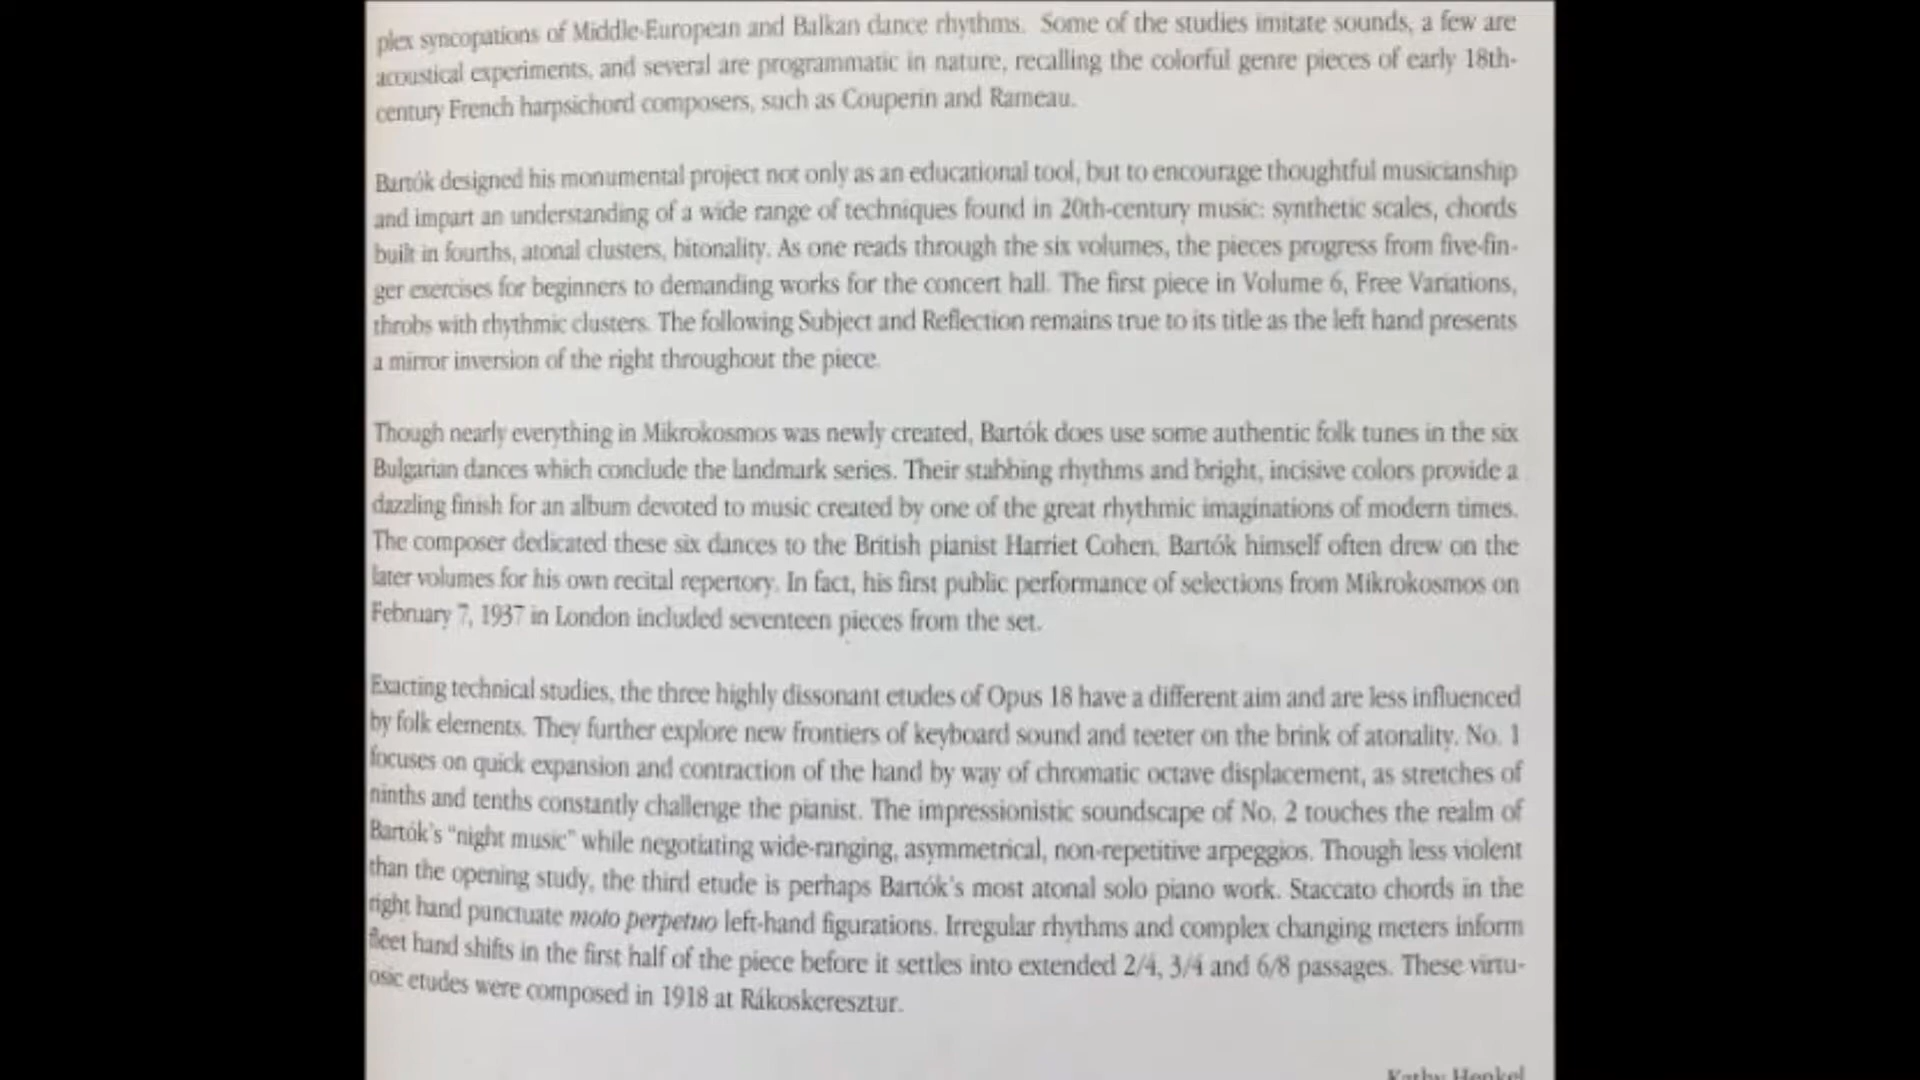 plex syncopations of Middle-European and Balkan dance rhythms. Some of the studies imitate sounds, a few are
acoustical experiments, and several are programmatic in nature, recalling the colorful genre pieces of early 18th-
century French harpsichord composers, such as Couperin and Rameau.
Bartók designed his monumental project not only as an educational tool, but to encourage thoughtful musicianship
and impart an understanding of a wide range of techniques found in 20th-century music: synthetic scales, chords
built in fourths, atonal clusters, bitonality. As one reads through the six volumes, the pieces progress from five-fin-
ger exercises for beginners to demanding works for the concert hall. The first piece in Volume 6, Free Variations,
throbs with rhythmic clusters. The following Subject and Reflection remains true to its title as the left hand presents
a mirror inversion of the right throughout the piece.
Though nearly everything in Mikrokosmos was newly created, Bartók does use some authentic folk tunes in the six
Bulgarian dances which conclude the landmark series. Their stabbing rhythms and bright, incisive colors provide a
dazzling finish for an album devoted to music created by one of the great rhythmic imaginations of modern times.
The composer dedicated these six dances to the British pianist Harriet Cohen. Bartók himself often drew on the
later volumes for his own recital repertory. In fact, his first public performance of selections from Mikrokosmos on
February 7, 1937 in London included seventeen pieces from the set.
Exacting technical studies, the three highly dissonant etudes of Opus 18 have a different aim and are less influenced
by folk elements. They further explore new frontiers of keyboard sound and teeter on the brink of atonality. No. 1
focuses on quick expansion and contraction of the hand by way of chromatic octave displacement, as stretches of
ninths and tenths constantly challenge the pianist. The impressionistic soundscape of No. 2 touches the realm of
Bartók's "night music" while negotiating wide-ranging, asymmetrical, non-repetitive arpeggios. Though less violent
than the opening study, the third etude is perhaps Bartók's most atonal solo piano work. Staccato chords in the
right hand punctuate moto perpetuo left-hand figurations. Irregular rhythms and complex changing meters inform
fleet hand shifts in the first half of the piece before it settles into extended 2/4, 3/4 and 6/8 passages. These virtu-
osic etudes were composed in 1918 at Rákoskeresztur.
Kathy Henkel